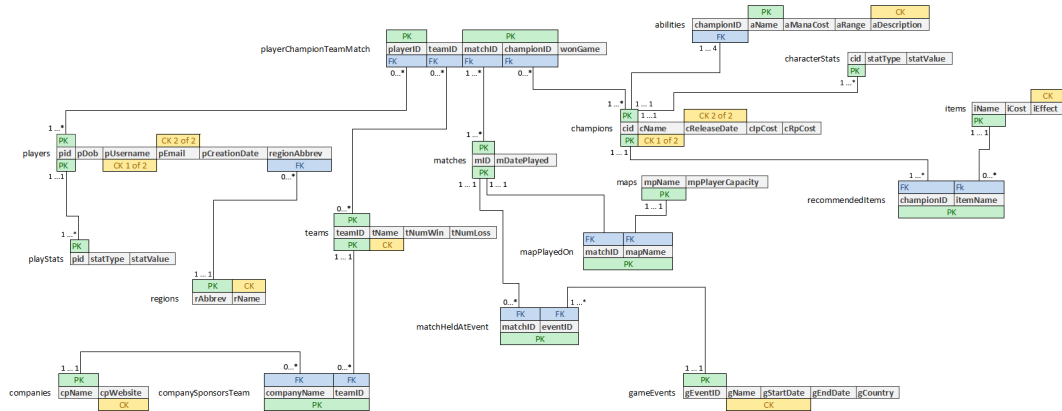 PK CK
abilities championID aName aManaCost aRange aDescription
FK
1 ... 4
PK PK
playerChampionTeamMatch playerID teamID matchID championID wonGame
FK FK Fk FK
0...* 0...* 1 ...* 0...*
characterStats cid statType statValue
PK
1 ...*
CK
items iName iCost iEffect
PK
1 ... 1
1 ...* 1 ... 1
1 ... 1
PK CK 2 of 2
champions cid cName cReleaseDate cIpCost cRpCost
PK CK 1 of 2
1 ... 1
1 ...*
PK CK 2 of 2
players pid pDob pUsername pEmail pCreationDate regionAbbrev
PK CK 1 of 2 FK
1 ...1 0...*
1 ...*
PK
matches mID mDatePlayed
PK
1 ... 1 1 ... 1
maps mpName mpPlayerCapacity
PK
1 ... 1
1 ...* 0...*
FK Fk
recommendedItems championID itemName
PK
0...*
PK
teams teamID tName tNumWin tNumLoss
PK CK
1 ... 1
FK FK
mapPlayedOn matchID mapName
PK
1 ...*
PK
playStats pid statType statValue
1 ... 1
PK CK
regions rAbbrev rName
0...* 1 ...*
FK FK
matchHeldAtEvent matchID eventID
PK
1 ... 1
PK
companies cpName cpWebsite
CK
0...* 0...*
FK FK
companySponsorsTeam companyName teamID
PK
1 ... 1
PK
gameEvents gEventID gName gStartDate gEndDate gCountry
CK